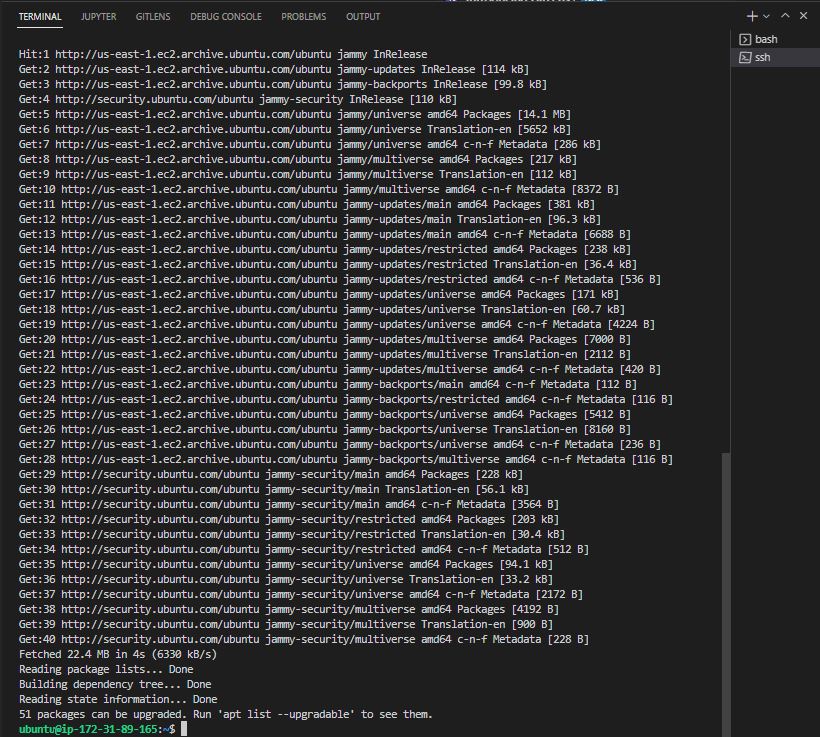 TERMINAL JUPYTER GITLENS DEBUG CONSOLE PROBLEMS OUTPUT
bash
ssh
Hit:1 http://us-east-1.ec2.archive.ubuntu.com/ubuntu jammy InRelease
Get:2 http://us-east-1.ec2.archive.ubuntu.com/ubuntu jammy-updates InRelease [114 kB]
Get:3 http://us-east-1.ec2.archive.ubuntu.com/ubuntu jammy-backports InRelease [99.8 kB]
Get:4 http://security.ubuntu.com/ubuntu jammy-security InRelease [110 kB]
Get:5 http://us-east-1.ec2.archive.ubuntu.com/ubuntu jammy/universe amd64 Packages [14.1 MB]
Get:6 http://us-east-1.ec2.archive.ubuntu.com/ubuntu jammy/universe Translation-en [5652 kB]
Get:7 http://us-east-1.ec2.archive.ubuntu.com/ubuntu jammy/universe amd64 c-n-f Metadata [286 kB]
Get:8 http://us-east-1.ec2.archive.ubuntu.com/ubuntu jammy/multiverse amd64 Packages [217 kB]
Get:9 http://us-east-1.ec2.archive.ubuntu.com/ubuntu jammy/multiverse Translation-en [112 kB]
Get:10 http://us-east-1.ec2.archive.ubuntu.com/ubuntu jammy/multiverse amd64 c-n-f Metadata [8372 B]
Get:11 http://us-east-1.ec2.archive.ubuntu.com/ubuntu jammy-updates/main amd64 Packages [381 kB]
Get:12 http://us-east-1.ec2.archive.ubuntu.com/ubuntu jammy-updates/main Translation-en [96.3 kB]
Get:13 http://us-east-1.ec2.archive.ubuntu.com/ubuntu jammy-updates/main amd64 c-n-f Metadata [6688 B]
Get:14 http://us-east-1.ec2.archive.ubuntu.com/ubuntu jammy-updates/restricted amd64 Packages [238 kB]
Get:15 http://us-east-1.ec2.archive.ubuntu.com/ubuntu jammy-updates/restricted Translation-en [36.4 kB]
Get:16 http://us-east-1.ec2.archive.ubuntu.com/ubuntu jammy-updates/restricted amd64 c-n-f Metadata [536 B]
Get:17 http://us-east-1.ec2.archive.ubuntu.com/ubuntu jammy-updates/universe amd64 Packages [171 kB]
Get:18 http://us-east-1.ec2.archive.ubuntu.com/ubuntu jammy-updates/universe Translation-en [60.7 kB]
Get:19 http://us-east-1.ec2.archive.ubuntu.com/ubuntu jammy-updates/universe amd64 c-n-f Metadata [4224 B]
Get:20 http://us-east-1.ec2.archive.ubuntu.com/ubuntu jammy-updates/multiverse amd64 Packages [7000 B]
Get:21 http://us-east-1.ec2.archive.ubuntu.com/ubuntu jammy-updates/multiverse Translation-en [2112 B]
Get:22 http://us-east-1.ec2.archive.ubuntu.com/ubuntu jammy-updates/multiverse amd64 c-n-f Metadata [420 B]
Get:23 http://us-east-1.ec2.archive.ubuntu.com/ubuntu jammy-backports/main amd64 c-n-f Metadata [112 B]
Get:24 http://us-east-1.ec2.archive.ubuntu.com/ubuntu jammy-backports/restricted amd64 c-n-f Metadata [116 B]
Get:25 http://us-east-1.ec2.archive.ubuntu.com/ubuntu jammy-backports/universe amd64 Packages [5412 B]
Get:26 http://us-east-1.ec2.archive.ubuntu.com/ubuntu jammy-backports/universe Translation-en [8160 B]
Get:27 http://us-east-1.ec2.archive.ubuntu.com/ubuntu jammy-backports/universe amd64 c-n-f Metadata [236 B]
Get:28 http://us-east-1.ec2.archive.ubuntu.com/ubuntu jammy-backports/multiverse amd64 c-n-f Metadata [116 B]
Get:29 http://security.ubuntu.com/ubuntu jammy-security/main amd64 Packages [228 kB]
Get:30 http://security.ubuntu.com/ubuntu jammy-security/main Translation-en [56.1 kB]
Get:31 http://security.ubuntu.com/ubuntu jammy-security/main amd64 c-n-f Metadata [3564 B]
Get:32 http://security.ubuntu.com/ubuntu jammy-security/restricted amd64 Packages [203 kB]
Get:33 http://security.ubuntu.com/ubuntu jammy-security/restricted Translation-en [30.4 kB]
Get:34 http://security.ubuntu.com/ubuntu jammy-security/restricted amd64 c-n-f Metadata [512 B]
Get:35 http://security.ubuntu.com/ubuntu jammy-security/universe amd64 Packages [94.1 kB]
Get:36 http://security.ubuntu.com/ubuntu jammy-security/universe Translation-en [33.2 kB]
Get:37 http://security.ubuntu.com/ubuntu jammy-security/universe amd64 c-n-f Metadata [2172 B]
Get:38 http://security.ubuntu.com/ubuntu jammy-security/multiverse amd64 Packages [4192 B]
Get:39 http://security.ubuntu.com/ubuntu jammy-security/multiverse Translation-en [900 B]
Get:40 http://security.ubuntu.com/ubuntu jammy-security/multiverse amd64 c-n-f Metadata [228 B]
Fetched 22.4 MB in 4s (6330 kB/s)
Reading package lists... Done
Building dependency tree... Done
Reading state information... Done
51 packages can be upgraded. Run 'apt list --upgradable' to see them.
ubuntu@ip-172-31-89-165:~$